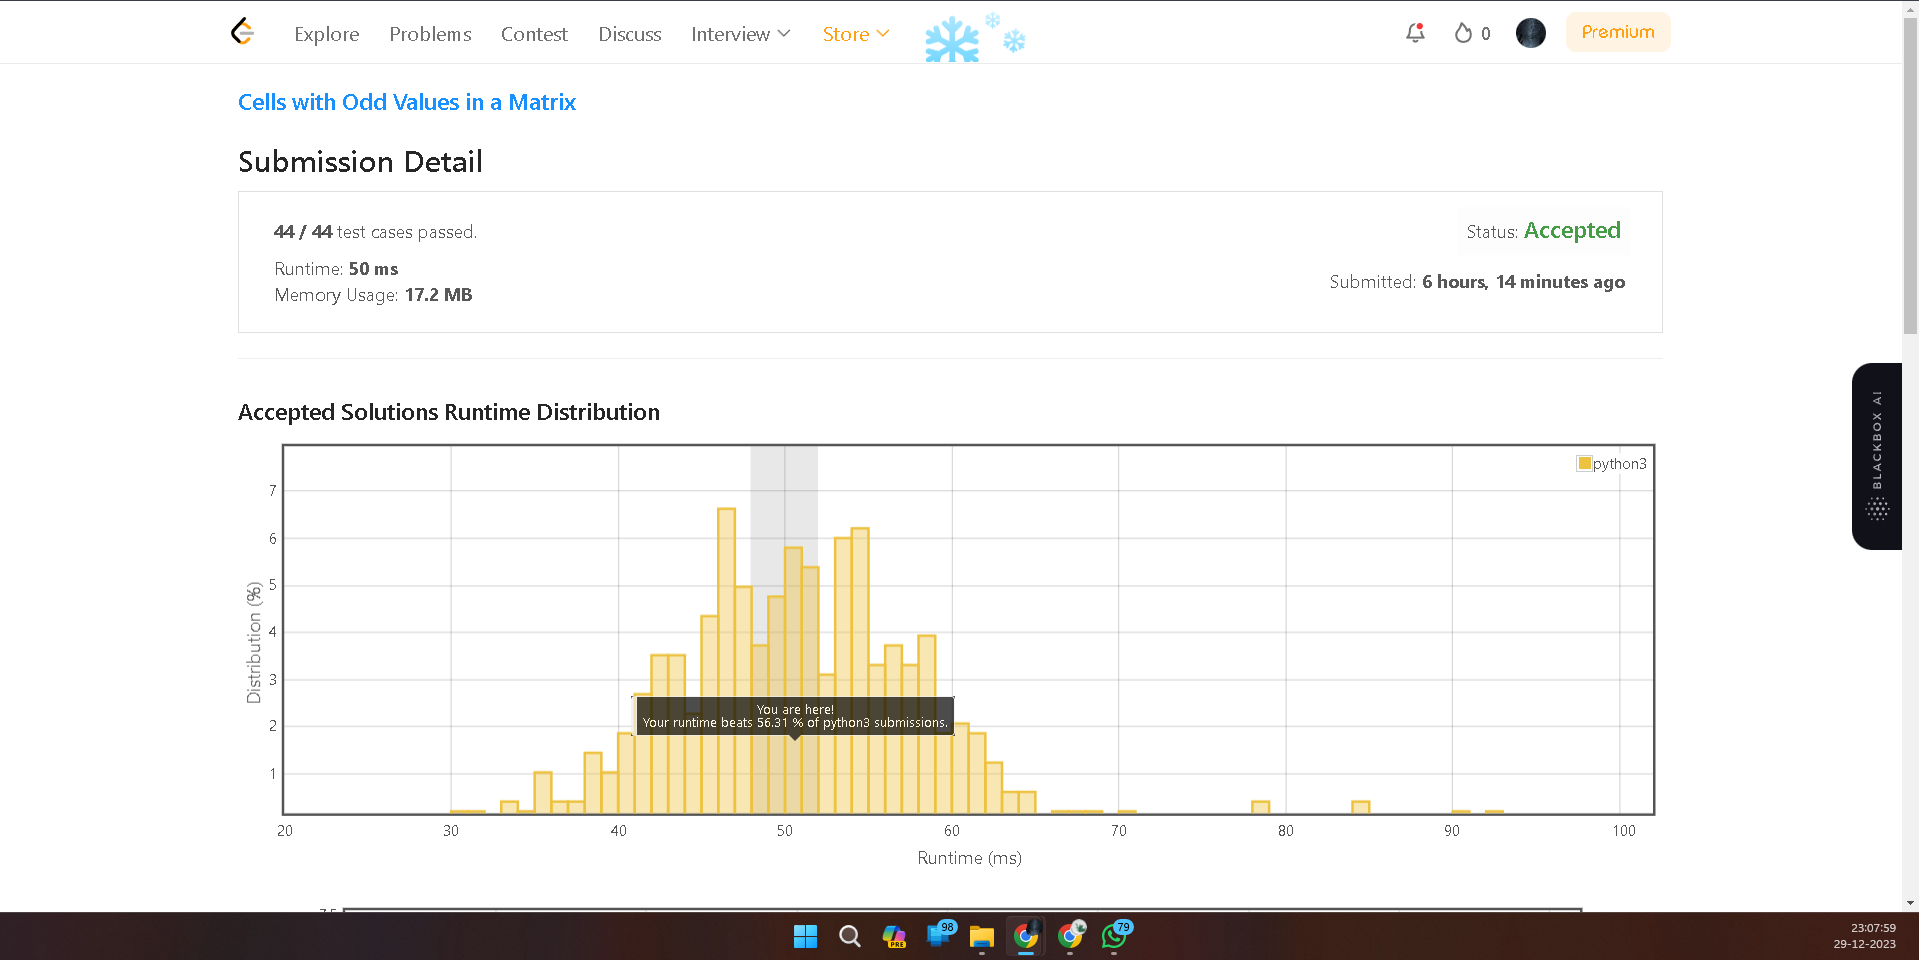 Explore Problems Contest Discuss Interview Store 0 Premium
Cells with Odd Values in a Matrix
Submission Detail
44 / 44 test cases passed.
Status: Accepted
Runtime: 50 ms
Submitted: 6 hours, 14 minutes ago
Memory Usage: 17.2 MB
BLACKBOX AI
Accepted Solutions Runtime Distribution
python3
7
6
5
4
3
2
1
Distribution (%)
You are here!
Your runtime beats 56.31 % of python3 submissions.
20 30 40 50 60 70 80 90 100
Runtime (ms)
7.5
PRE
98
79
23:07:59
29-12-2023